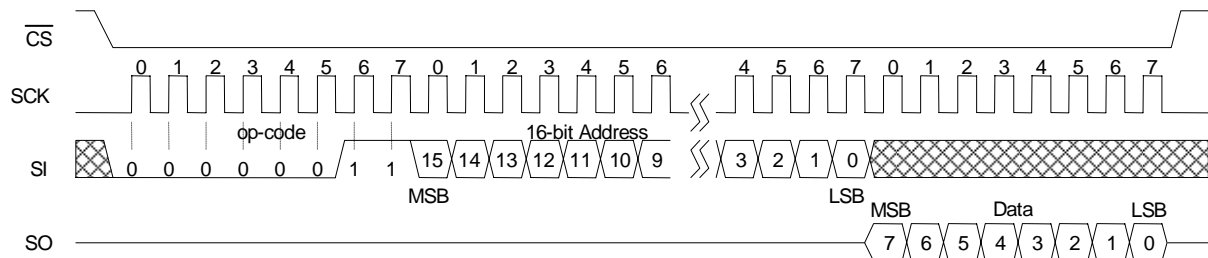 CS
0 1 2 3 4 5 6 7 0 1 2 3 4 5 6 4 5 6 7 0 1 2 3 4 5 6 7
SCK
op-code 16-bit Address
SI 0 0 0 0 0 0 1 1 15 14 13 12 11 10 9 3 2 1 0
MSB LSB
MSB Data LSB
SO 7 6 5 4 3 2 1 0